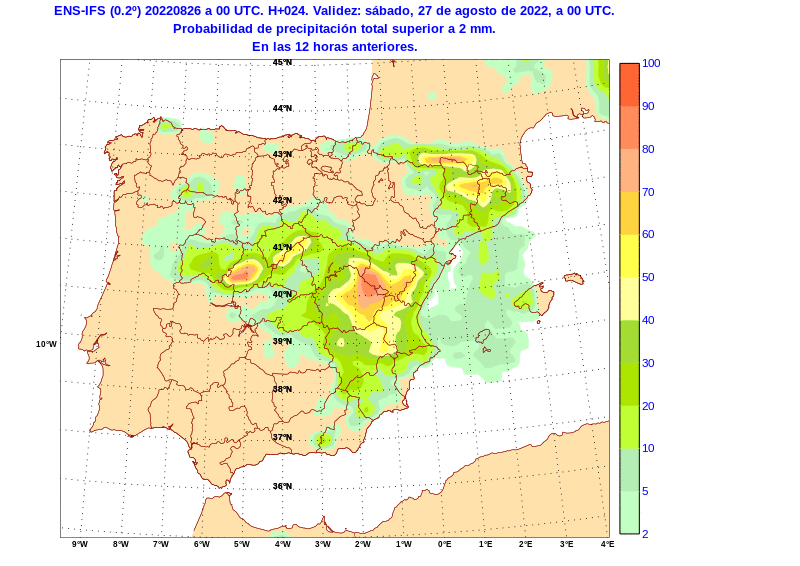 ENS-IFS (0.2º) 20220826 a 00 UTC. H+024. Validez: sábado, 27 de agosto de 2022, a 00 UTC.
Probabilidad de precipitación total superior a 2 mm.
En las 12 horas anteriores.
45ºN
44ºN
43ºN
42ºN
41ºN
40ºN
39ºN
38ºN
37ºN
36ºN
10ºW
9ºW 8ºW 7ºW 6ºW 5ºW 4ºW 3ºW 2ºW 1ºW 0ºE 1ºE 2ºE 3ºE 4ºE
100
90
80
70
60
50
40
30
20
10
5
2